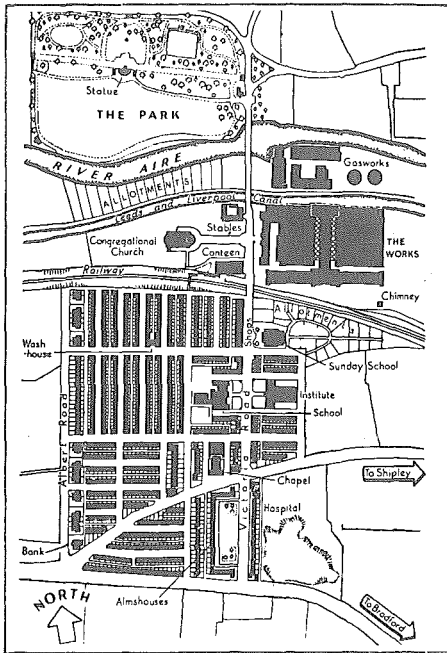 Statue
THE PARK
RIVER AIRE
ALLOTMENTS
Leeds and Liverpool Canal
Gasworks
Stables
Congregational
Church
Canteen
THE
WORKS
Railway
Chimney
Allotments
Shops
Wash-
house
Sunday School
Institute
School
Albert Road
Victoria Road
Chapel
To Shipley
Hospital
Bank
Almshouses
NORTH
To Bradford